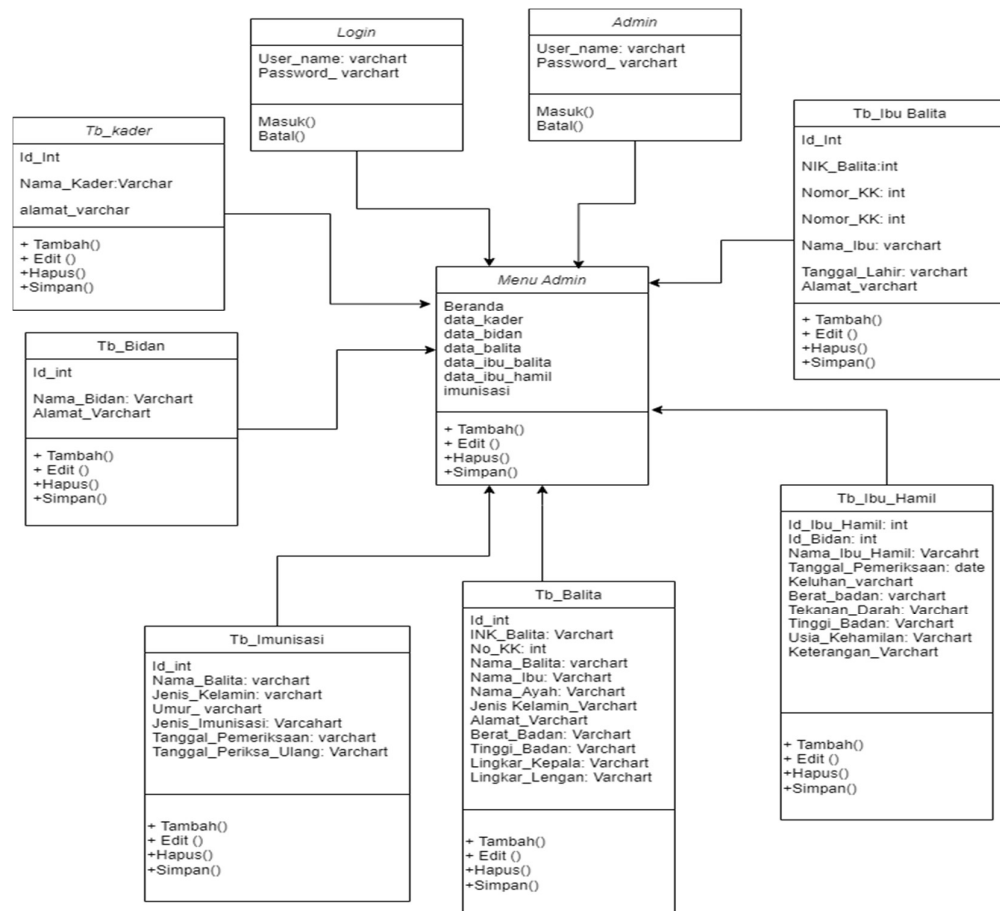 Login
User_name: varchart
Password_ varchart
Masuk()
Batal()
Admin
User_name: varchart
Password_ varchart
Masuk()
Batal()
Tb_kader
Id_Int
Nama_Kader:Varchar
alamat_varchar
+ Tambah()
+ Edit ()
+Hapus()
+Simpan()
Tb_Ibu Balita
Id_Int
NIK_Balita:int
Nomor_KK: int
Nomor_KK: int
Nama_Ibu: varchart
Tanggal_Lahir: varchart
Alamat_varchart
+ Tambah()
+ Edit ()
+Hapus()
+Simpan()
Menu Admin
Beranda
data_kader
data_bidan
data_balita
data_ibu_balita
data_ibu_hamil
imunisasi
+ Tambah()
+ Edit ()
+Hapus()
+Simpan()
Tb_Bidan
Id_int
Nama_Bidan: Varchart
Alamat_Varchart
+ Tambah()
+ Edit ()
+Hapus()
+Simpan()
Tb_Ibu_Hamil
Id_Ibu_Hamil: int
Id_Bidan: int
Nama_Ibu_Hamil: Varcahrt
Tanggal_Pemeriksaan: date
Keluhan_varchart
Berat_badan: varchart
Tekanan_Darah: Varchart
Tinggi_Badan: Varchart
Usia_Kehamilan: Varchart
Keterangan_Varchart
+ Tambah()
+ Edit ()
+Hapus()
+Simpan()
Tb_Imunisasi
Id_int
Nama_Balita: varchart
Jenis_Kelamin: varchart
Umur_ varchart
Jenis_Imunisasi: Varcahart
Tanggal_Pemeriksaan: varchart
Tanggal_Periksa_Ulang: Varchart
+ Tambah()
+ Edit ()
+Hapus()
+Simpan()
Tb_Balita
Id_int
INK_Balita: Varchart
No_KK: int
Nama_Balita: varchart
Nama_Ibu: Varchart
Nama_Ayah: Varchart
Jenis Kelamin_Varchart
Alamat_Varchart
Berat_Badan: Varchart
Tinggi_Badan: Varchart
Lingkar_Kepala: Varchart
Lingkar_Lengan: Varchart
+ Tambah()
+ Edit ()
+Hapus()
+Simpan()